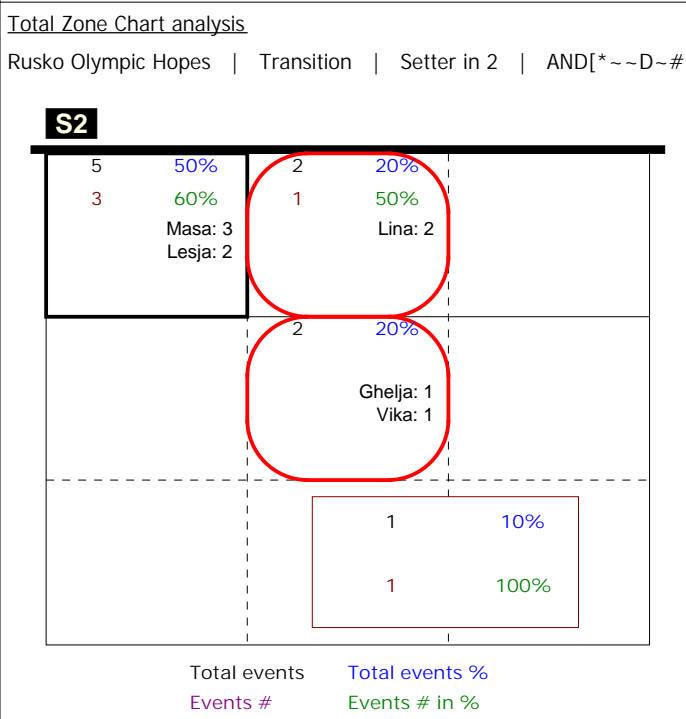 Total Zone Chart analysis
Rusko Olympic Hopes | Transition | Setter in 2 | AND[*~~D~#
S2
5 50% 2 20%
3 60% 1 50%
Masa: 3 Lina: 2
Lesja: 2
2 20%
Ghelja: 1
Vika: 1
1 10%
1 100%
Total events Total events %
Events # Events # in %